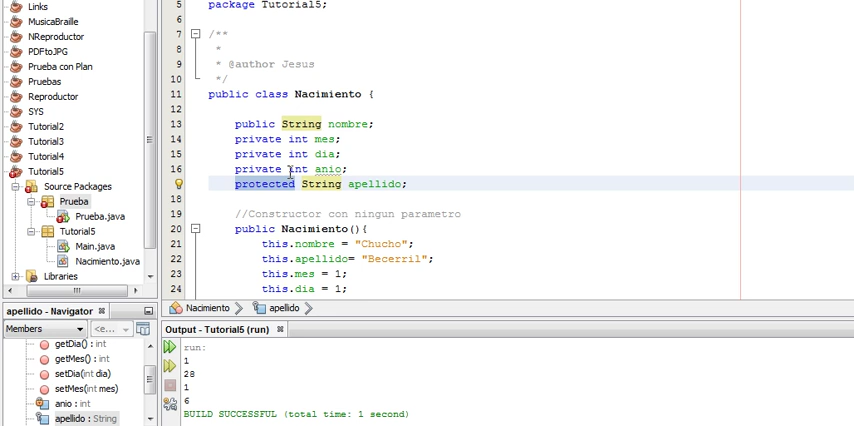 Links
MusicaBraille
NReproductor
PDFtoJPG
Prueba con Plan
Pruebas
Reproductor
SYS
Tutorial2
Tutorial3
Tutorial4
Tutorial5
Source Packages
Prueba
Prueba.java
Tutorial5
Main.java
Nacimiento.java
Libraries
apellido - Navigator
Members
<e...
getDia() : int
getMes() : int
setDia(int dia)
setMes(int mes)
anio : int
apellido : String
5 package Tutorial5;
6
7 /**
8 *
9 * @author Jesus
10 */
11 public class Nacimiento {
12
13 public String nombre;
14 private int mes;
15 private int dia;
16 private int anio;
protected String apellido;
18
19 //Constructor con ningun parametro
20 public Nacimiento(){
21 this.nombre = "Chucho";
22 this.apellido= "Becerril";
23 this.mes = 1;
24 this.dia = 1;
Nacimiento apellido
Output - Tutorial5 (run)
run:
1
28
1
6
BUILD SUCCESSFUL (total time: 1 second)